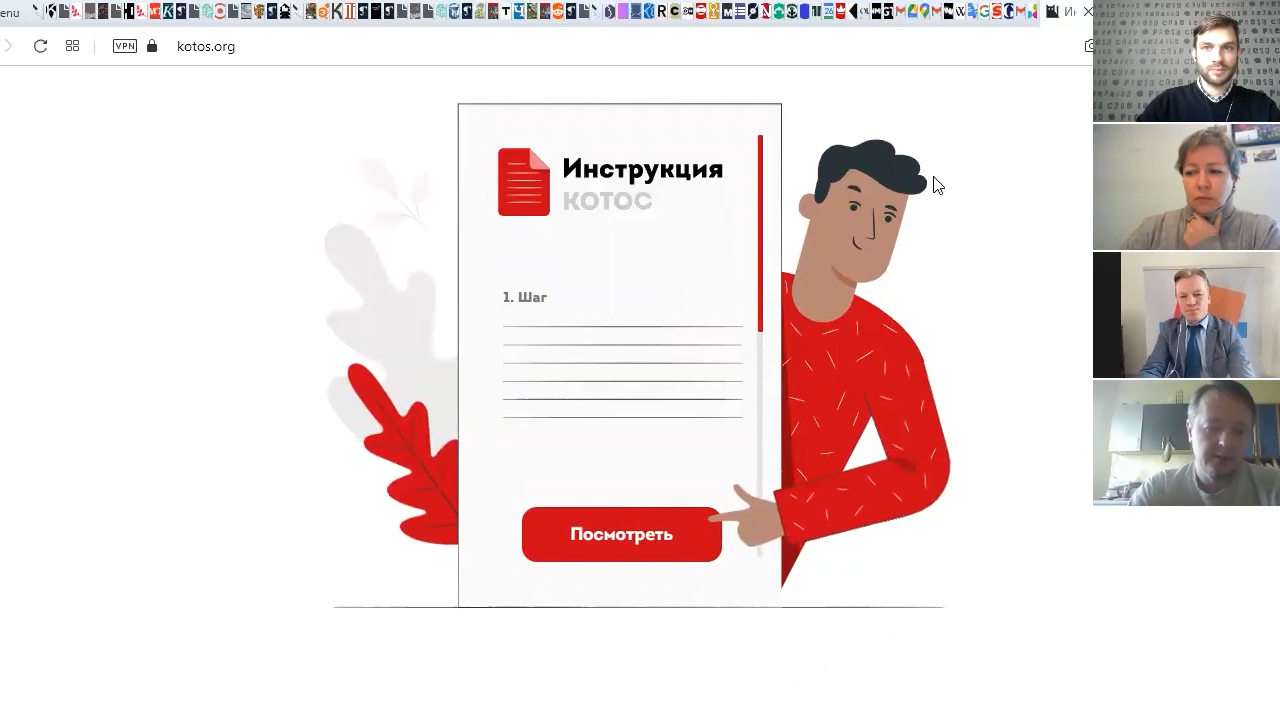 enu
VPN
kotos.org
Инструкция
КОТОС
1. Шаг
Посмотреть